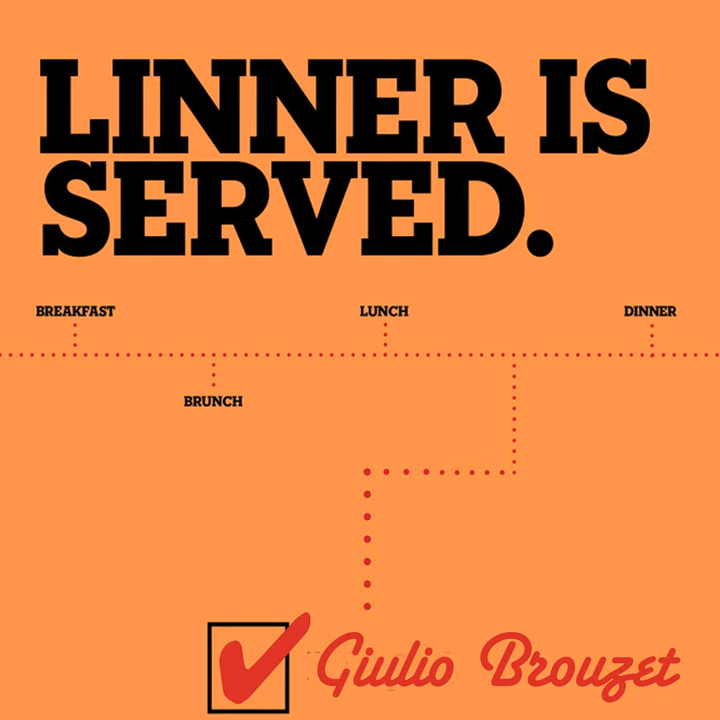 LINNER IS
SERVED.
BREAKFAST
LUNCH
DINNER
BRUNCH
Giulio Brouzet